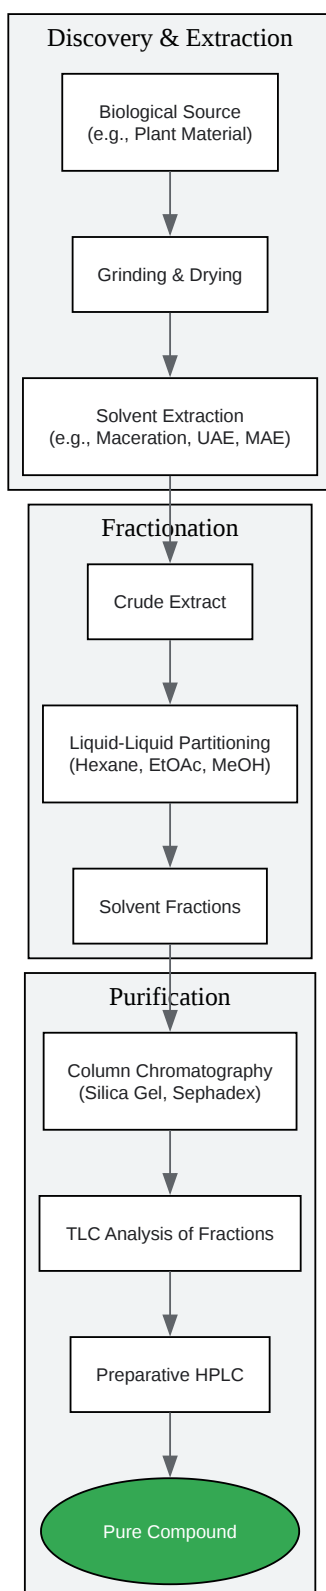 Discovery & Extraction
Biological Source
(e.g., Plant Material)
Grinding & Drying
Solvent Extraction
(e.g., Maceration, UAE, MAE)
Fractionation
Crude Extract
Liquid-Liquid Partitioning
(Hexane, EtOAc, MeOH)
Solvent Fractions
Purification
Column Chromatography
(Silica Gel, Sephadex)
TLC Analysis of Fractions
Preparative HPLC
Pure Compound